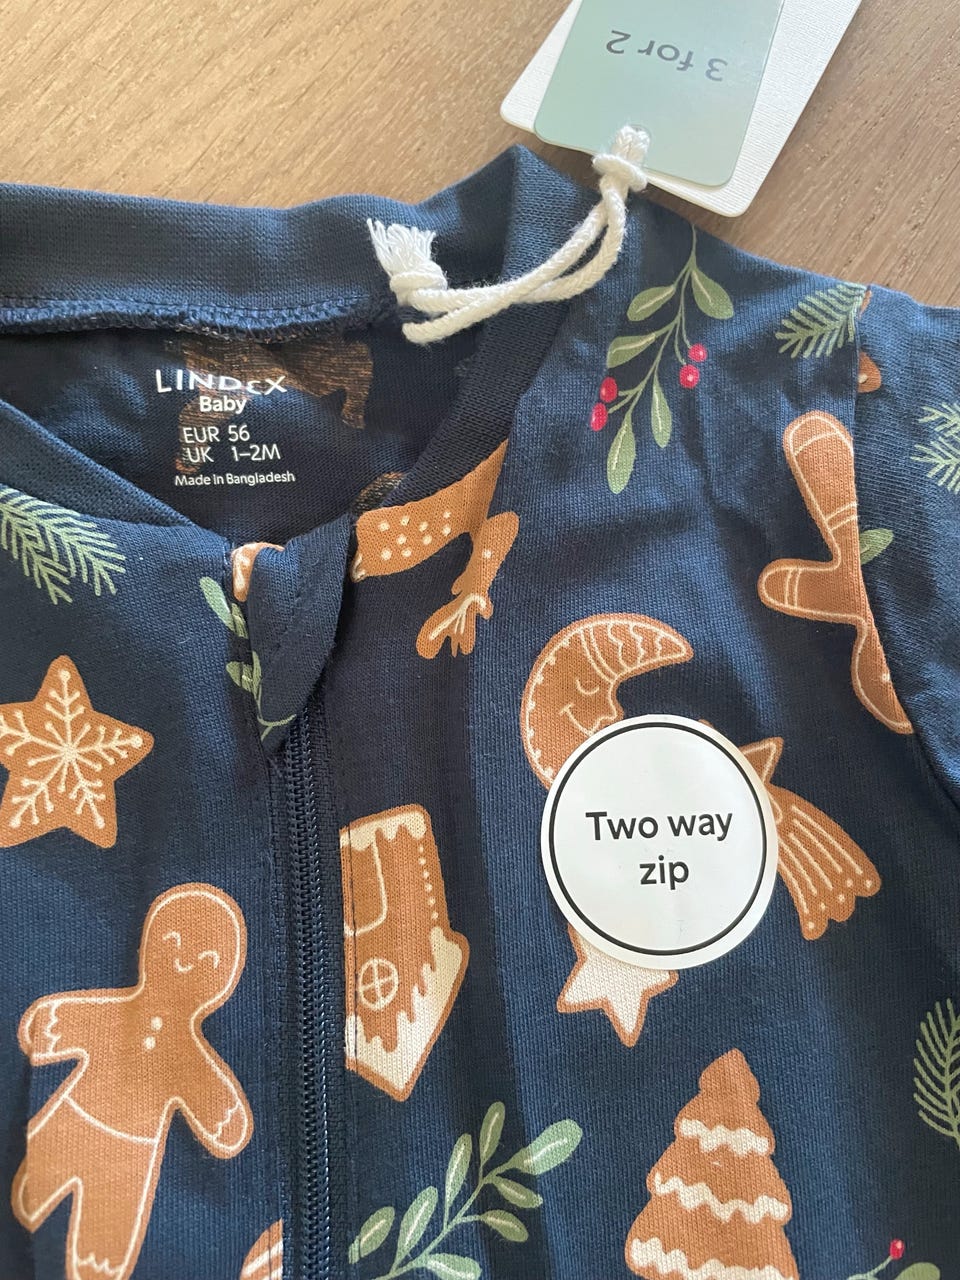 3 for 2
LINDEX
Baby
EUR 56
UK 1–2M
Made in Bangladesh
Two way
zip